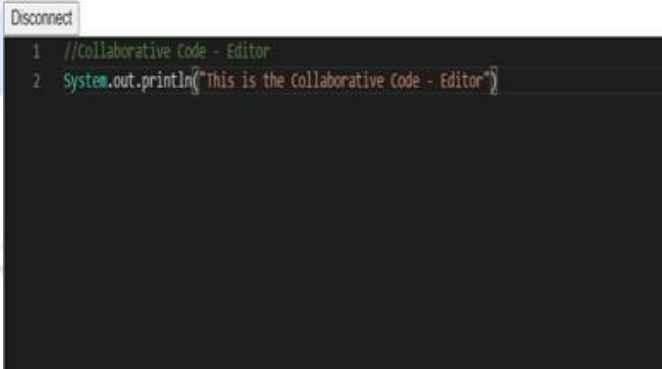 Disconnect
1 //Collaborative Code - Editor
2 System.out.println("This is the Collaborative Code - Editor")